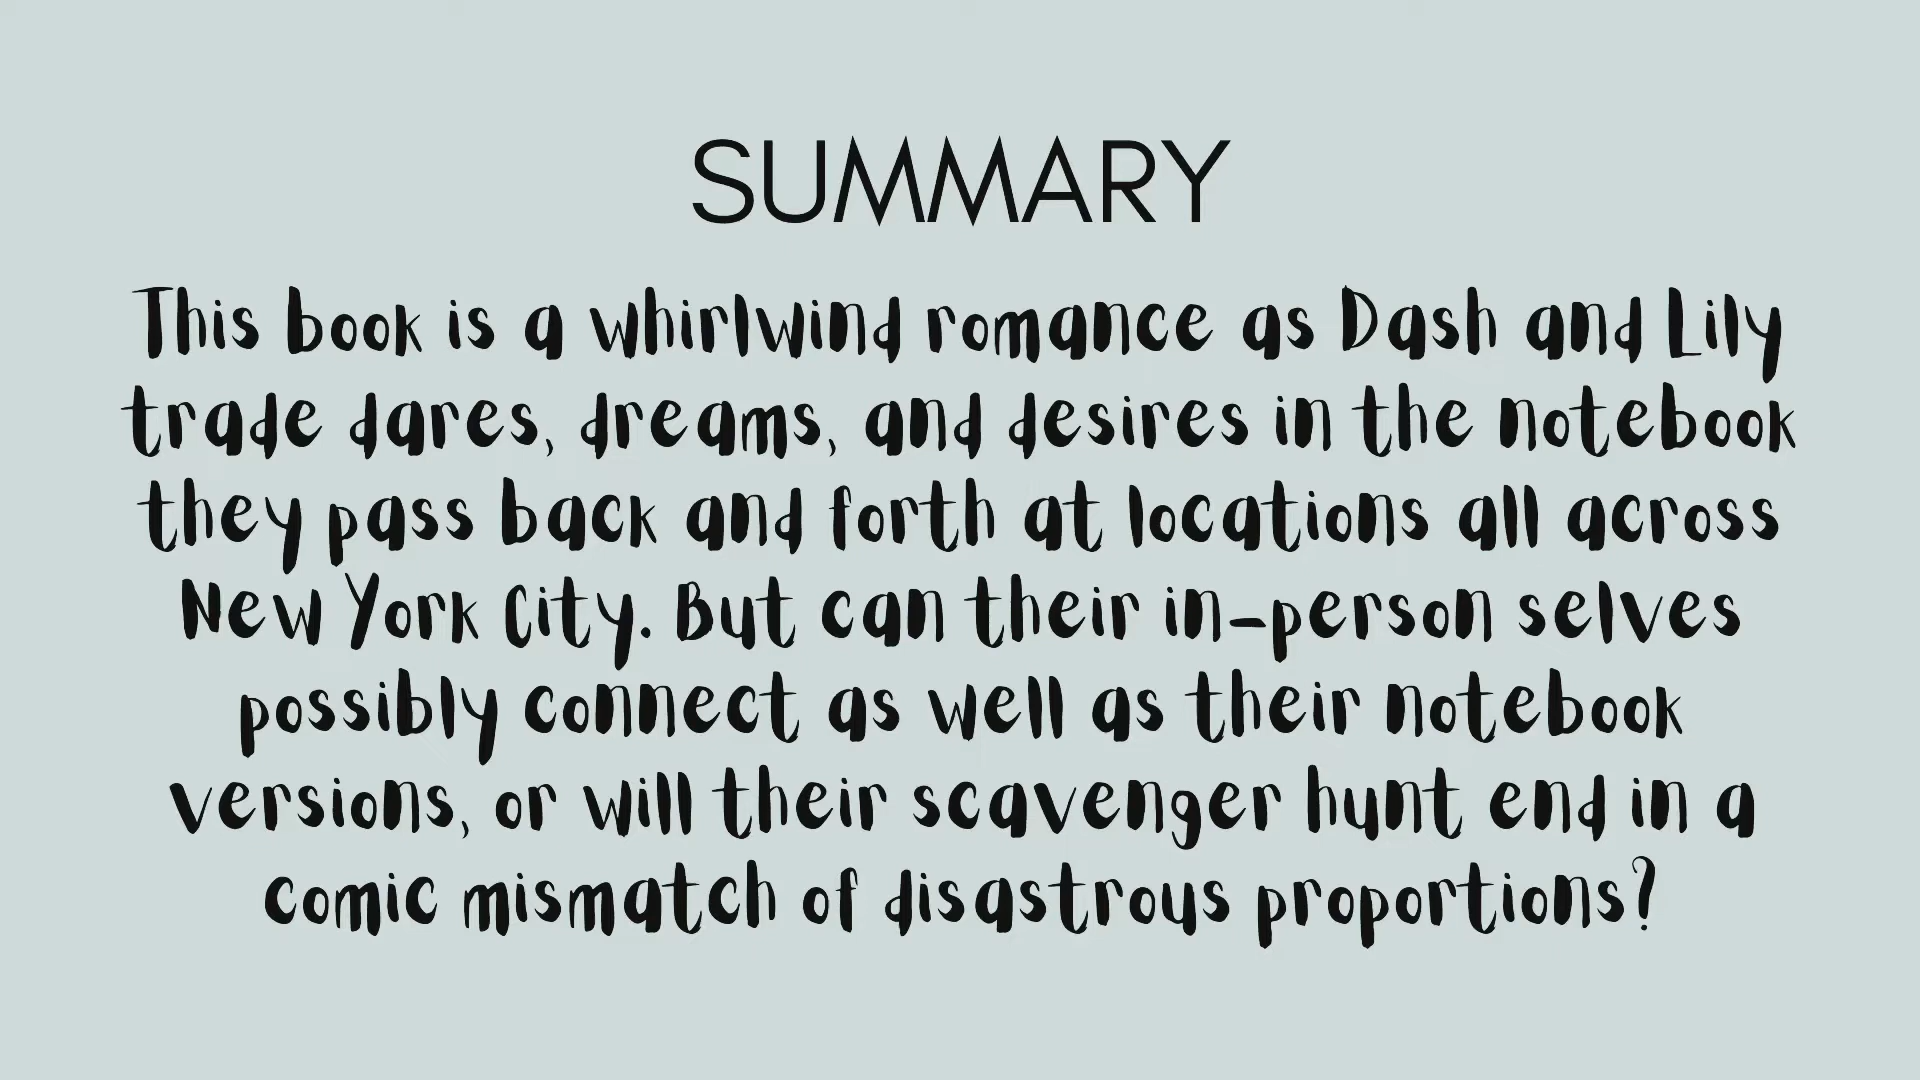 SUMMARY
This book is a whirlwind romance as Dash and Lily
trade dares, dreams, and desires in the notebook
they pass back and forth at locations all across
New York City. But can their in-person selves
possibly connect as well as their notebook
versions, or will their scavenger hunt end in a
comic mismatch of disastrous proportions?